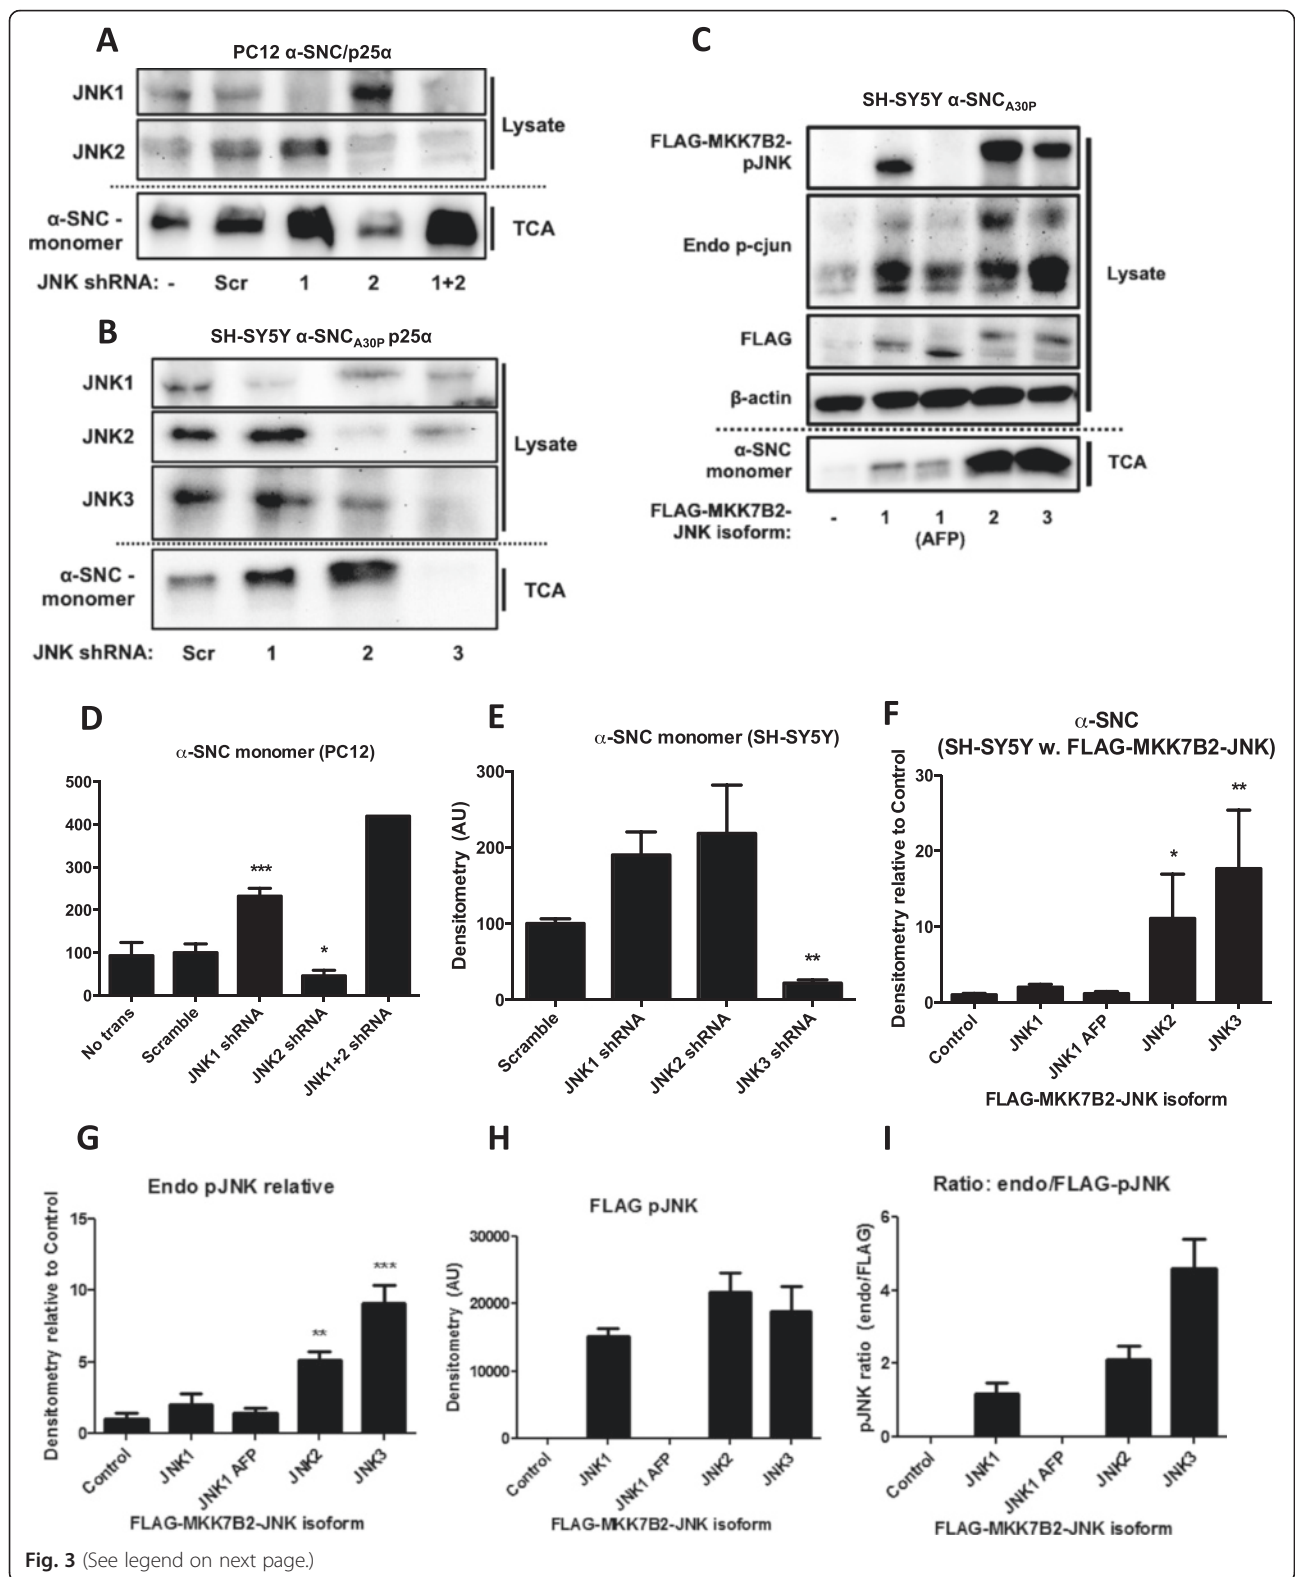 A
PC12 α-SNC/p25α
JNK1
JNK2
Lysate
α-SNC -
monomer
TCA
JNK shRNA: - Scr 1 2 1+2
B
SH-SY5Y α-SNCA30P p25α
JNK1
JNK2
JNK3
Lysate
α-SNC -
monomer
TCA
JNK shRNA: Scr 1 2 3
C
SH-SY5Y α-SNCA30P
FLAG-MKK7B2-
pJNK
Endo p-cjun
FLAG
β-actin
Lysate
α-SNC
monomer
TCA
FLAG-MKK7B2-
JNK isoform:
- 1 1 2 3
(AFP)
D
α-SNC monomer (PC12)
500
400
300
200
100
0
***
*
No trans
Scramble
JNK1 shRNA
JNK2 shRNA
JNK1+2 shRNA
E
α-SNC monomer (SH-SY5Y)
Densitometry (AU)
300
200
100
0
**
Scramble
JNK1 shRNA
JNK2 shRNA
JNK3 shRNA
F
α-SNC
(SH-SY5Y w. FLAG-MKK7B2-JNK)
Densitometry relative to Control
30
20
10
0
*
**
Control
JNK1
JNK1 AFP
JNK2
JNK3
FLAG-MKK7B2-JNK isoform
G
Endo pJNK relative
Densitometry relative to Control
15
10
5
0
**
***
Control
JNK1
JNK1 AFP
JNK2
JNK3
FLAG-MKK7B2-JNK isoform
H
FLAG pJNK
Densitometry (AU)
30000
20000
10000
0
Control
JNK1
JNK1 AFP
JNK2
JNK3
FLAG-MKK7B2-JNK isoform
I
Ratio: endo/FLAG-pJNK
pJNK ratio (endo/FLAG)
6
4
2
0
Control
JNK1
JNK1 AFP
JNK2
JNK3
FLAG-MKK7B2-JNK isoform
Fig. 3 (See legend on next page.)